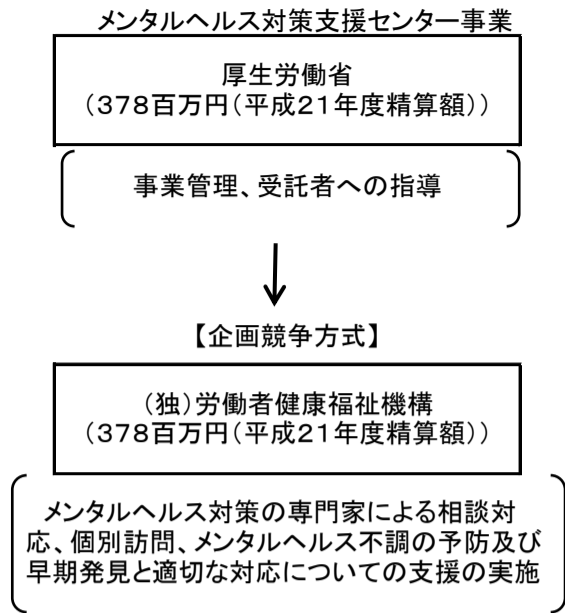 メンタルヘルス対策支援センター事業
厚生労働省
(378百万円(平成21年度精算額))
事業管理、受託者への指導
【企画競争方式】
(独)労働者健康福祉機構
(378百万円(平成21年度精算額))
メンタルヘルス対策の専門家による相談対
応、個別訪問、メンタルヘルス不調の予防及び
早期発見と適切な対応についての支援の実施